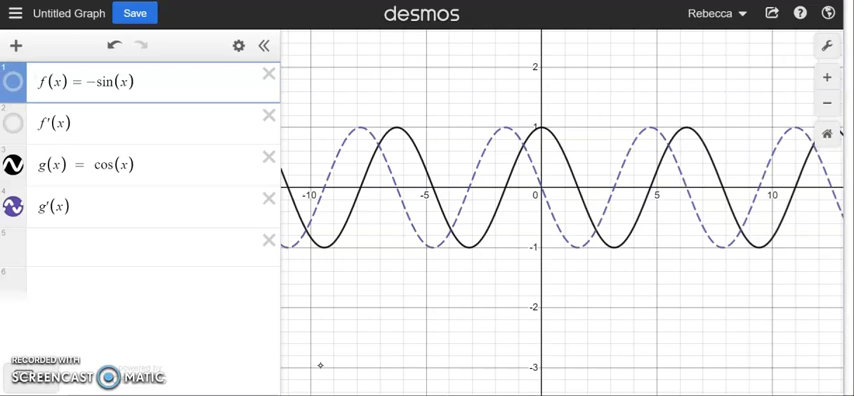 Untitled Graph
Save
desmos
Rebecca
1
f(x) = −sin(x)
2
f′(x)
3
g(x) = cos(x)
4
g′(x)
5
6
2
1
-10
-5
0
5
10
-1
-2
-3
RECORDED WITH
SCREENCAST MATIC